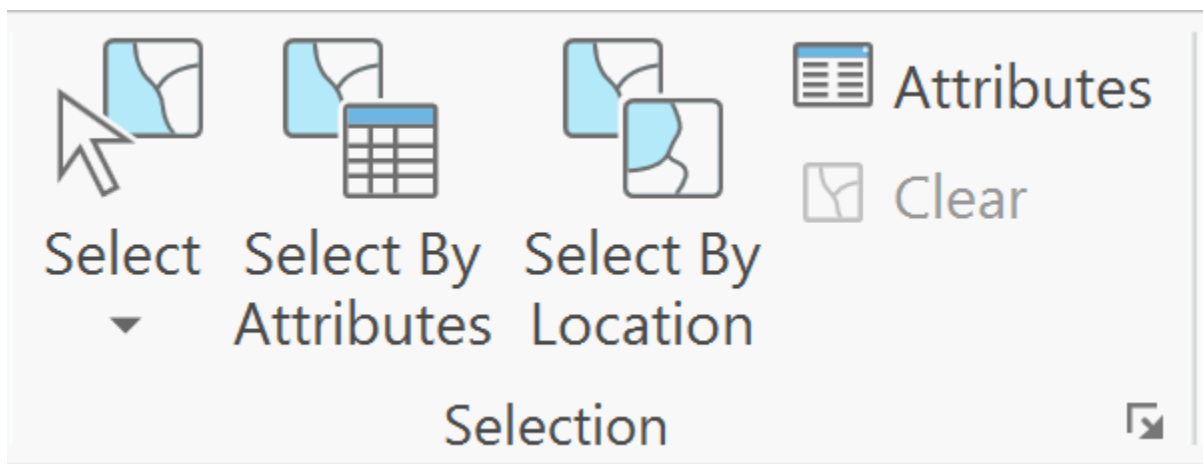 Select
Select By
Attributes
Select By
Location
Attributes
Clear
Selection